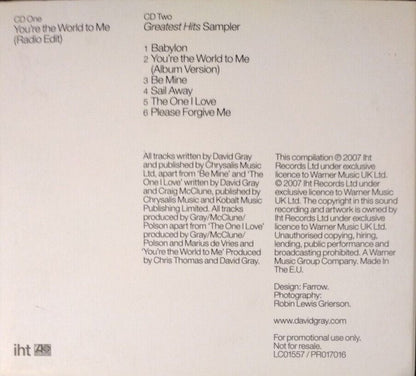 CD One
You're the World to Me
(Radio Edit)
CD Two
Greatest Hits Sampler
1 Babylon
2 You're the World to Me
(Album Version)
3 Be Mine
4 Sail Away
5 The One I Love
6 Please Forgive Me
All tracks written by David Gray
and published by Chrysalis Music
Ltd, apart from 'Be Mine' and 'The
One I Love' written by David Gray
and Craig McClune, published by
Chrysalis Music and Kobalt Music
Publishing Limited. All tracks
produced by Gray/McClune/
Polson apart from 'The One I Love'
produced by Gray/McClune/
Polson and Marius de Vries and
'You're the World to Me' Produced
by Chris Thomas and David Gray.
This compilation ℗ 2007 Iht
Records Ltd under exclusive
licence to Warner Music UK Ltd.
© 2007 Iht Records Ltd under
exclusive licence to Warner Music
UK Ltd. The copyright in this sound
recording and artwork is owned by
Iht Records Ltd under exclusive
licence to Warner Music UK Ltd.
Unauthorised copying, hiring,
lending, public performance and
broadcasting prohibited. A Warner
Music Group Company. Made In
The E.U.
Design: Farrow.
Photography:
Robin Lewis Grierson.
www.davidgray.com
For promotional use only.
Not for resale.
LC01557 / PR017016
iht